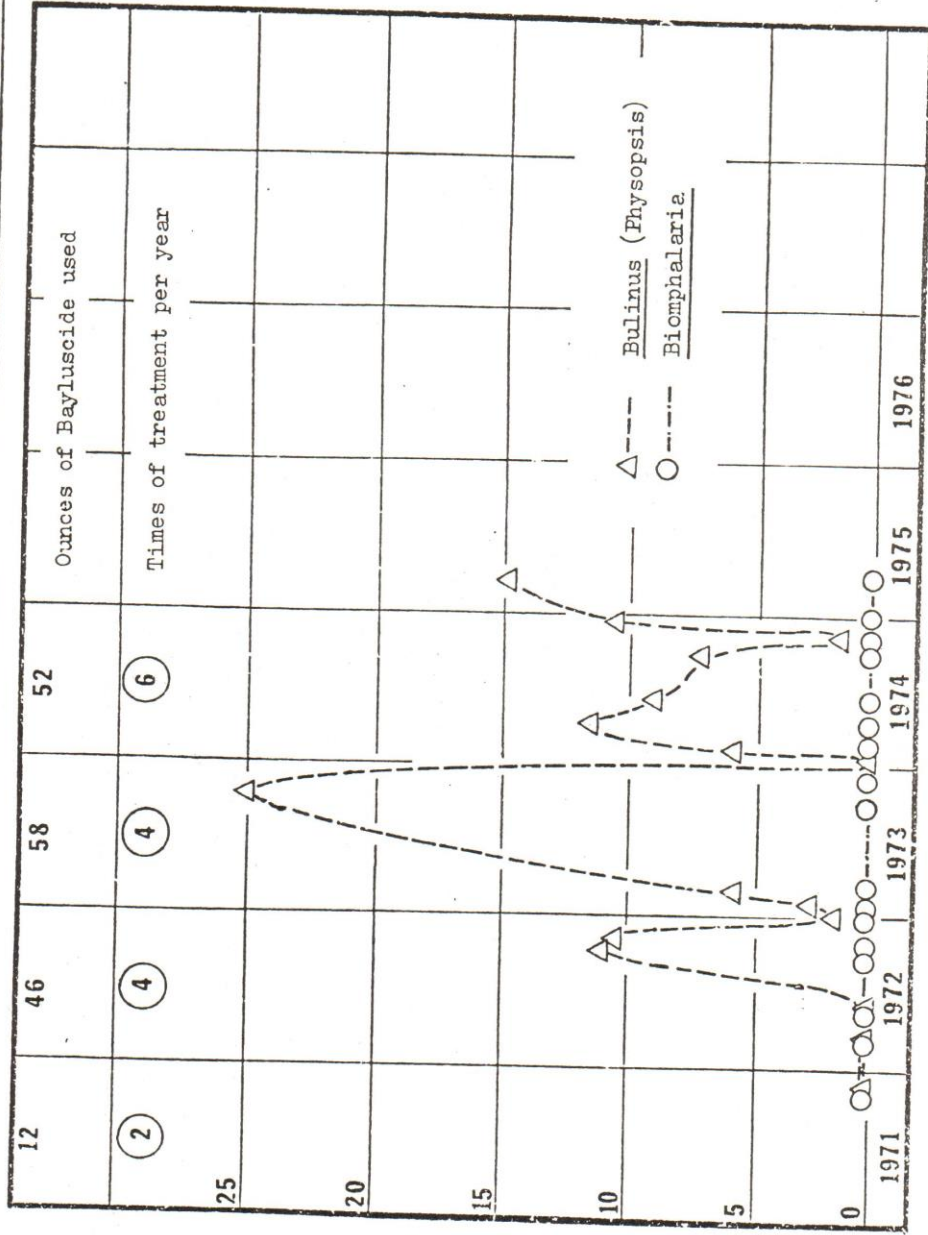 12 46 58 52 Ounces of Bayluscide used
2 4 4 6 Times of treatment per year
25
20
15
10
5
0
Bulinus (Physopsis)
Biomphalaria
1971 1972 1973 1974 1975 1976